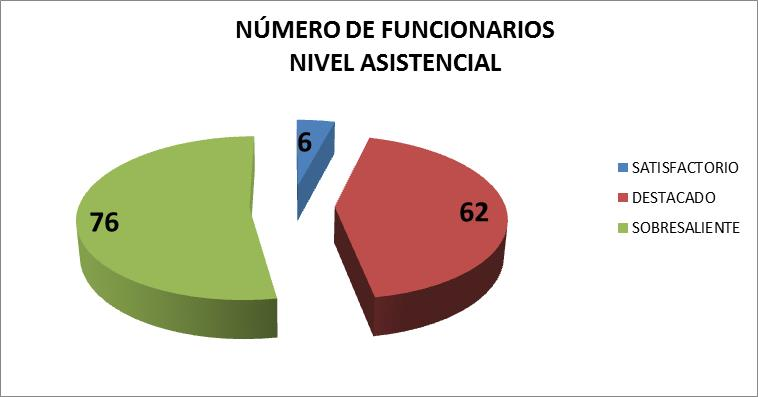 NÚMERO DE FUNCIONARIOS
NIVEL ASISTENCIAL
6
76
62
SATISFACTORIO
DESTACADO
SOBRESALIENTE